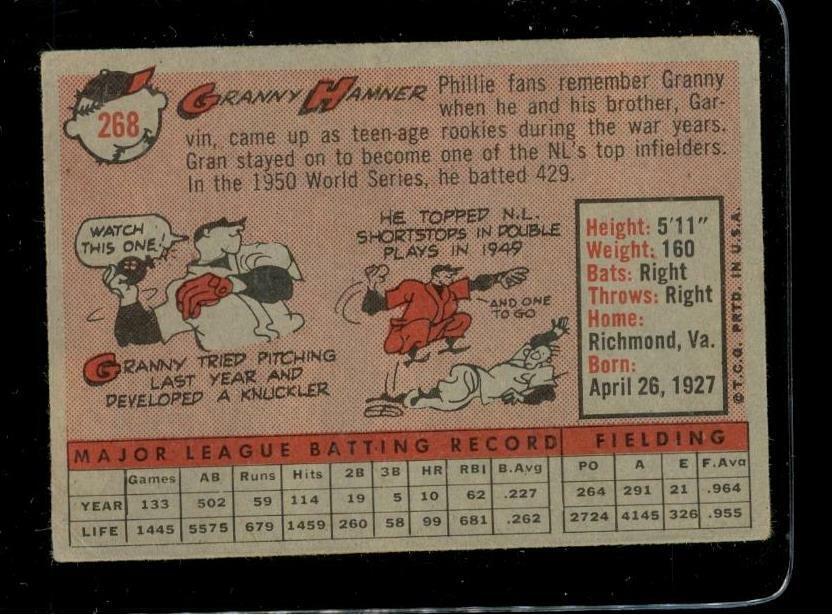 268
GRANNY HAMNER
Phillie fans remember Granny
when he and his brother, Gar-
vin, came up as teen-age rookies during the war years.
Gran stayed on to become one of the NL's top infielders.
In the 1950 World Series, he batted 429.
WATCH
THIS ONE!
GRANNY TRIED PITCHING
LAST YEAR AND
DEVELOPED A KNUCKLER
HE TOPPED N.L.
SHORTSTOPS IN DOUBLE
PLAYS IN 1949
AND ONE
TO GO
Height: 5'11"
Weight: 160
Bats: Right
Throws: Right
Home:
Richmond, Va.
Born:
April 26, 1927
© T.C.G. PRTD. IN U.S.A.
MAJOR LEAGUE BATTING RECORD FIELDING
Games AB Runs Hits 2B 3B HR RBI B.Avg PO A E F.Avg
YEAR 133 502 59 114 19 5 10 62 .227 264 291 21 .964
LIFE 1445 5575 679 1459 260 58 99 681 .262 2724 4145 326 .955